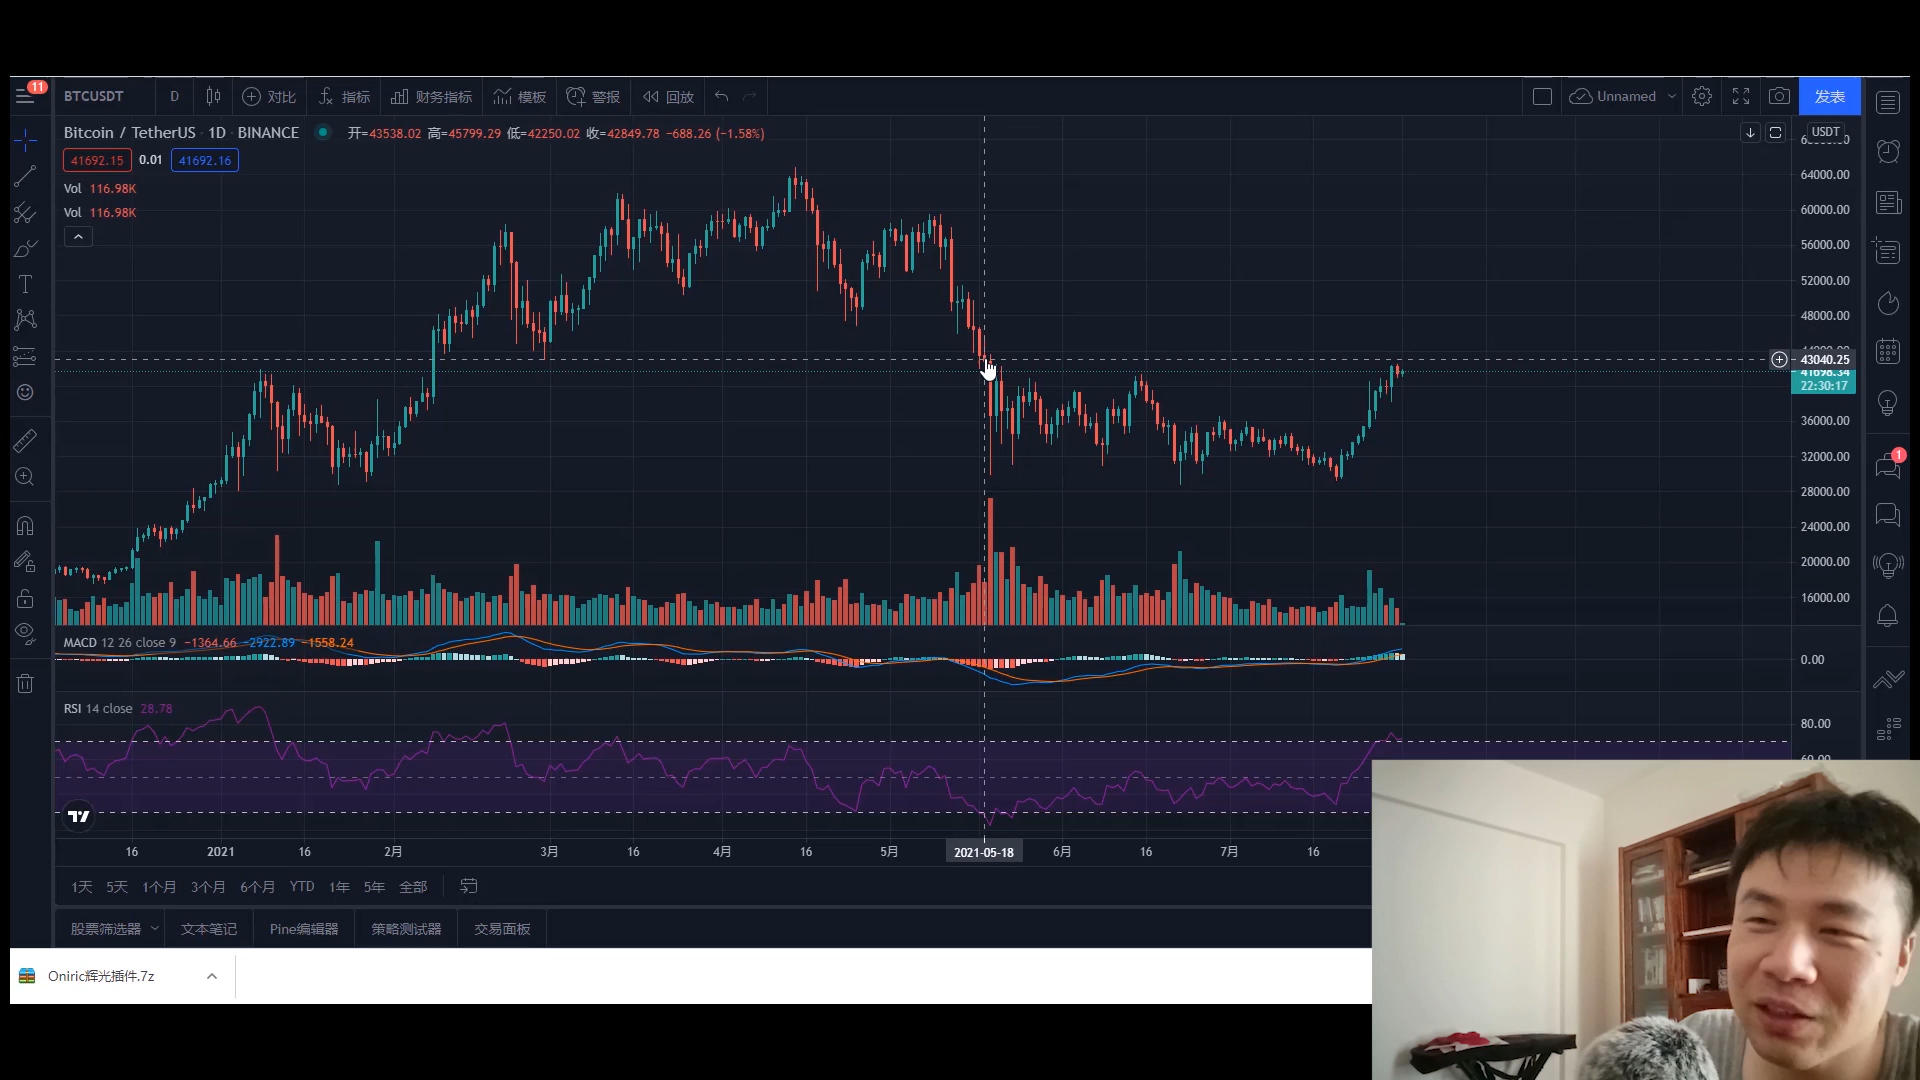 11
BTCUSDT D 对比 指标 财务指标 模板 警报 回放 Unnamed 发表
Bitcoin / TetherUS · 1D · BINANCE 开=43538.02 高=45799.29 低=42250.02 收=42849.78 −688.26 (−1.58%)
USDT
41692.15 0.01 41692.16
Vol 116.98K
Vol 116.98K
64000.00
60000.00
56000.00
52000.00
48000.00
43040.25
41698.34
22:30:17
36000.00
32000.00
28000.00
24000.00
20000.00
16000.00
1
MACD 12 26 close 9 −1364.66 −2922.89 −1558.24
0.00
RSI 14 close 28.78
80.00
60.00
16 2021 16 2月 3月 16 4月 16 5月 2021-05-18 6月 16 7月 16
1天 5天 1个月 3个月 6个月 YTD 1年 5年 全部
股票筛选器 文本笔记 Pine编辑器 策略测试器 交易面板
Oniric辉光插件.7z